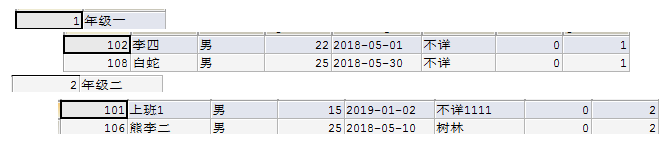 1 年级一
102 李四 男 22 2018-05-01 不详 0 1
108 白蛇 男 25 2018-05-30 不详 0 1
2 年级二
101 上班1 男 15 2019-01-02 不详1111 0 2
106 熊李二 男 25 2018-05-10 树林 0 2